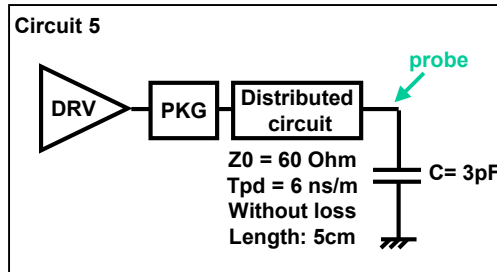 Circuit 5
probe
DRV
PKG
Distributed
circuit
Z0 = 60 Ohm
Tpd = 6 ns/m
Without loss
Length: 5cm
C= 3pF